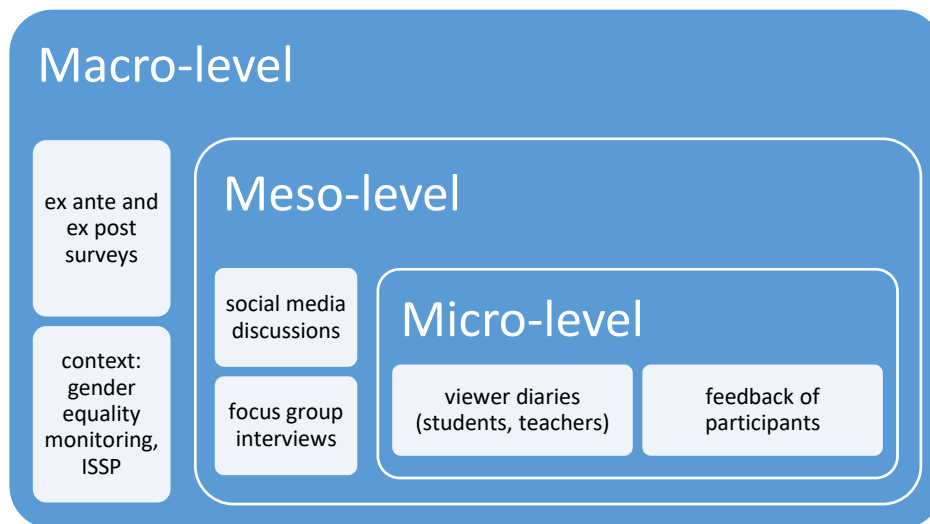 Macro-level
ex ante and
ex post
surveys
context:
gender
equality
monitoring,
ISSP
Meso-level
social media
discussions
focus group
interviews
Micro-level
viewer diaries
(students, teachers)
feedback of
participants